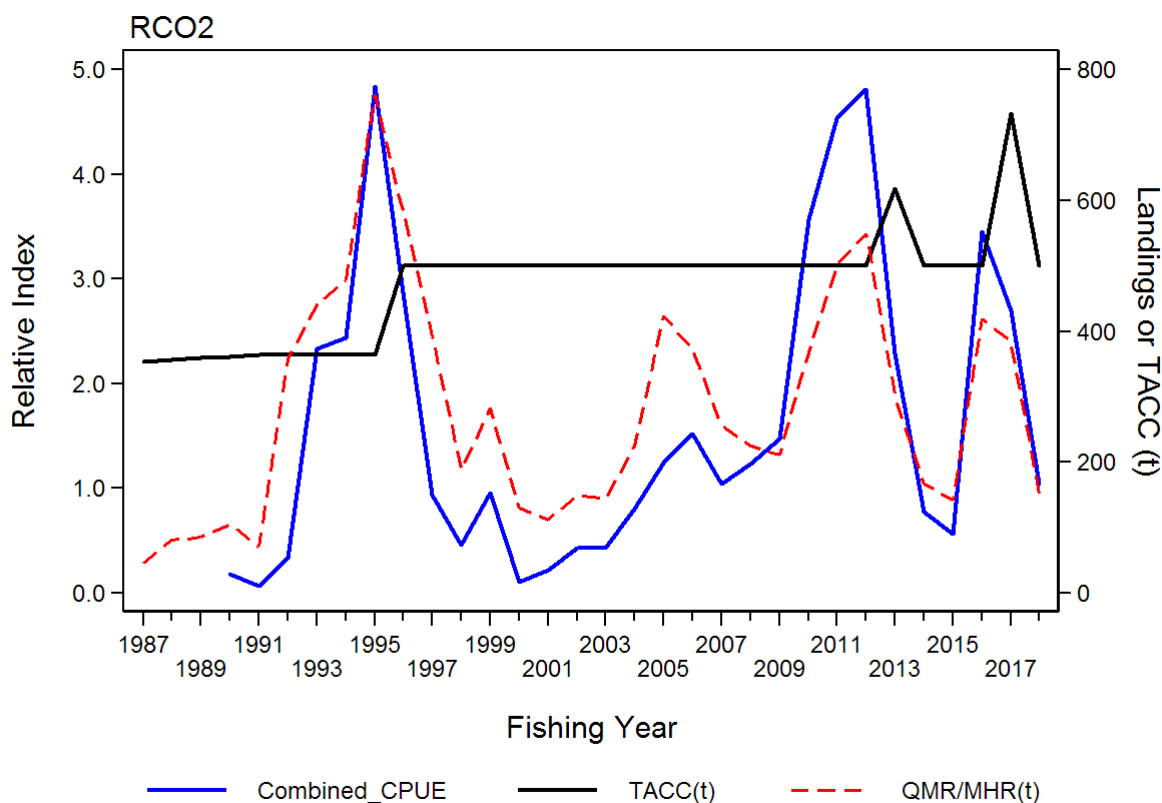 RCO2
5.0
4.0
3.0
2.0
1.0
0.0
Relative Index
800
600
400
200
0
Landings or TACC (t)
1987 1991 1995 1999 2003 2007 2011 2015
1989 1993 1997 2001 2005 2009 2013 2017
Fishing Year
Combined_CPUE TACC(t) QMR/MHR(t)